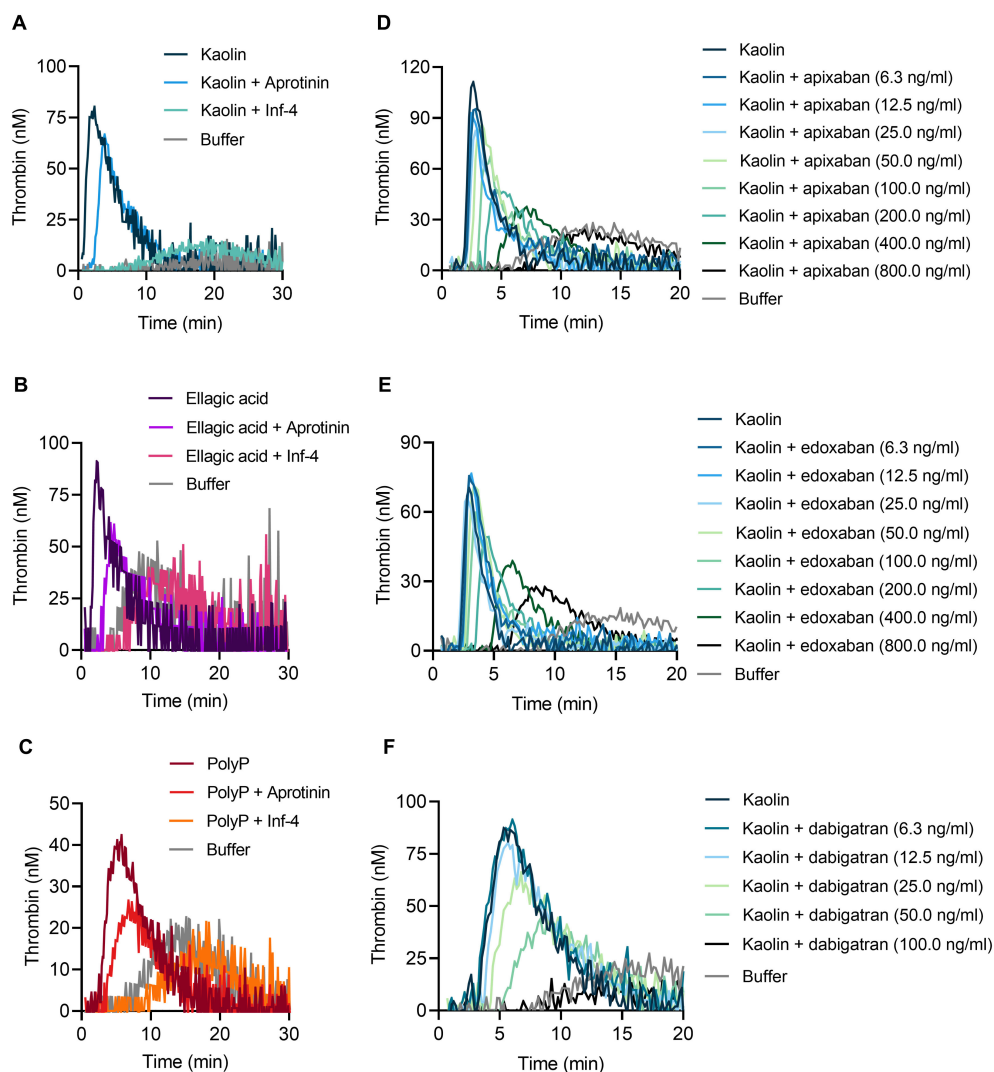 A
Kaolin
Kaolin + Aprotinin
Kaolin + Inf-4
Buffer
Thrombin (nM)
100
75
50
25
0
0 10 20 30
Time (min)
B
Ellagic acid
Ellagic acid + Aprotinin
Ellagic acid + Inf-4
Buffer
Thrombin (nM)
100
75
50
25
0
0 10 20 30
Time (min)
C
PolyP
PolyP + Aprotinin
PolyP + Inf-4
Buffer
Thrombin (nM)
50
40
30
20
10
0
0 10 20 30
Time (min)
D
Kaolin
Kaolin + apixaban (6.3 ng/ml)
Kaolin + apixaban (12.5 ng/ml)
Kaolin + apixaban (25.0 ng/ml)
Kaolin + apixaban (50.0 ng/ml)
Kaolin + apixaban (100.0 ng/ml)
Kaolin + apixaban (200.0 ng/ml)
Kaolin + apixaban (400.0 ng/ml)
Kaolin + apixaban (800.0 ng/ml)
Buffer
Thrombin (nM)
120
90
60
30
0
0 5 10 15 20
Time (min)
E
Kaolin
Kaolin + edoxaban (6.3 ng/ml)
Kaolin + edoxaban (12.5 ng/ml)
Kaolin + edoxaban (25.0 ng/ml)
Kaolin + edoxaban (50.0 ng/ml)
Kaolin + edoxaban (100.0 ng/ml)
Kaolin + edoxaban (200.0 ng/ml)
Kaolin + edoxaban (400.0 ng/ml)
Kaolin + edoxaban (800.0 ng/ml)
Buffer
Thrombin (nM)
90
60
30
0
0 5 10 15 20
Time (min)
F
Kaolin
Kaolin + dabigatran (6.3 ng/ml)
Kaolin + dabigatran (12.5 ng/ml)
Kaolin + dabigatran (25.0 ng/ml)
Kaolin + dabigatran (50.0 ng/ml)
Kaolin + dabigatran (100.0 ng/ml)
Buffer
Thrombin (nM)
100
75
50
25
0
0 5 10 15 20
Time (min)